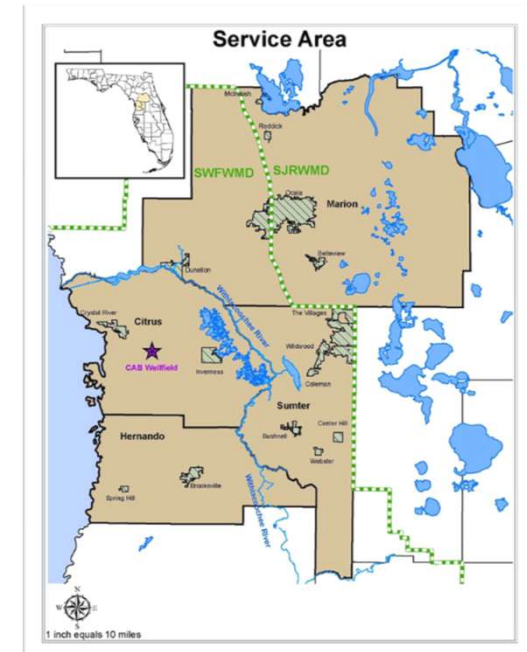 Service Area
McIntosh
Reddick
SWFWMD
SJRWMD
Ocala
Marion
Belleview
Dunellon
Withlacoochee River
The Villages
Crystal River
Citrus
Wildwood
CAB Wellfield
Inverness
Coleman
Sumter
Hernando
Bushnell
Center Hill
Webster
Brooksville
Spring Hill
Withlacoochee River
N
W
E
S
1 inch equals 10 miles